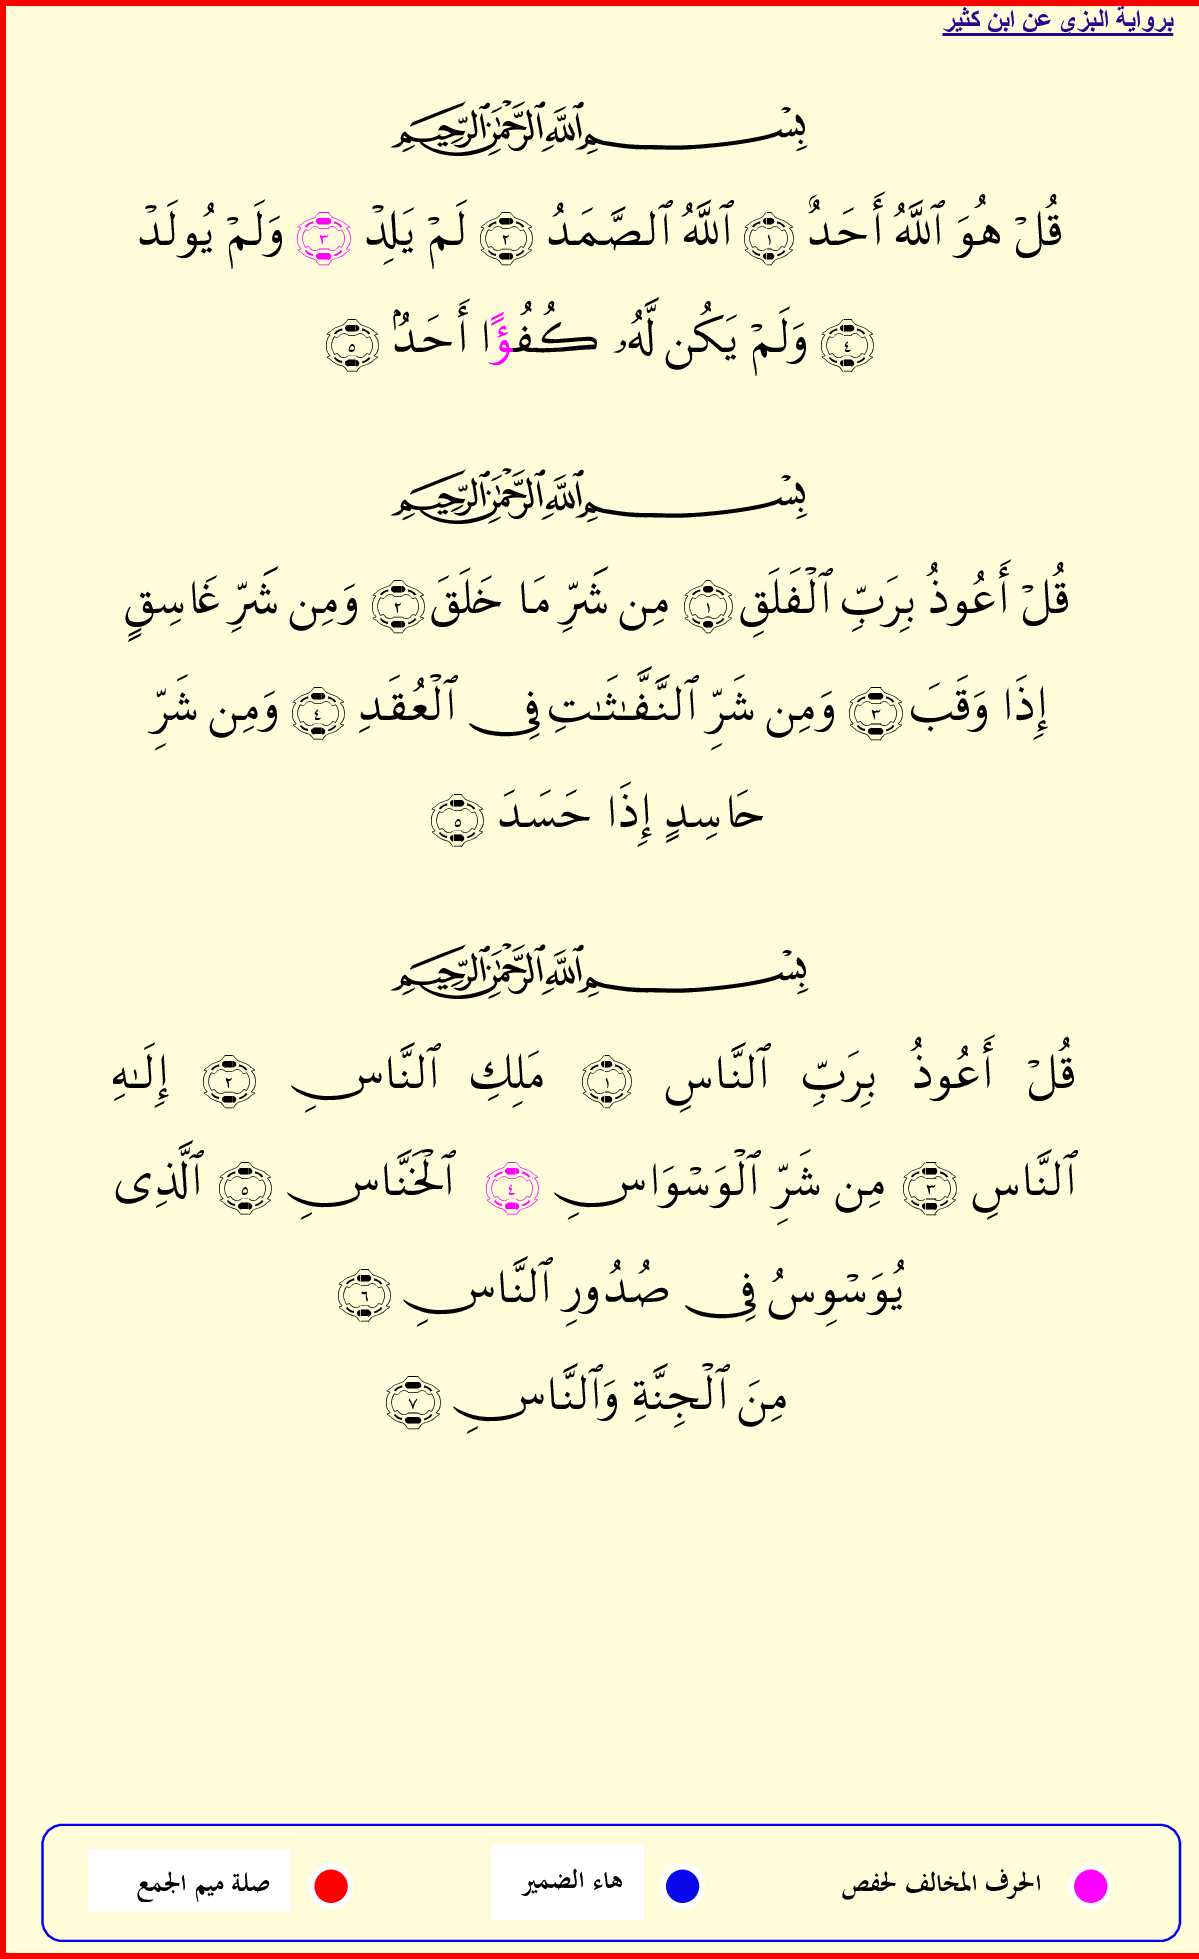 برواية البزي عن ابن كثير
بِسْمِ ٱللَّهِ ٱلرَّحْمَٰنِ ٱلرَّحِيمِ
قُلْ هُوَ ٱللَّهُ أَحَدٌ ١ ٱللَّهُ ٱلصَّمَدُ ٢ لَمْ يَلِدْ ٣ وَلَمْ يُولَدْ
٤ وَلَمْ يَكُن لَّهُۥ كُفُؤًا أَحَدُۢ ٥
بِسْمِ ٱللَّهِ ٱلرَّحْمَٰنِ ٱلرَّحِيمِ
قُلْ أَعُوذُ بِرَبِّ ٱلْفَلَقِ ١ مِن شَرِّ مَا خَلَقَ ٢ وَمِن شَرِّ غَاسِقٍ
إِذَا وَقَبَ ٣ وَمِن شَرِّ ٱلنَّفَّٰثَٰتِ فِى ٱلْعُقَدِ ٤ وَمِن شَرِّ
حَاسِدٍ إِذَا حَسَدَ ٥
بِسْمِ ٱللَّهِ ٱلرَّحْمَٰنِ ٱلرَّحِيمِ
قُلْ أَعُوذُ بِرَبِّ ٱلنَّاسِ ١ مَلِكِ ٱلنَّاسِ ٢ إِلَٰهِ
ٱلنَّاسِ ٣ مِن شَرِّ ٱلْوَسْوَاسِ ٤ ٱلْخَنَّاسِ ٥ ٱلَّذِى
يُوَسْوِسُ فِى صُدُورِ ٱلنَّاسِ ٦
مِنَ ٱلْجِنَّةِ وَٱلنَّاسِ ٧
الحرف المخالف لحفص هاء الضمير صلة ميم الجمع